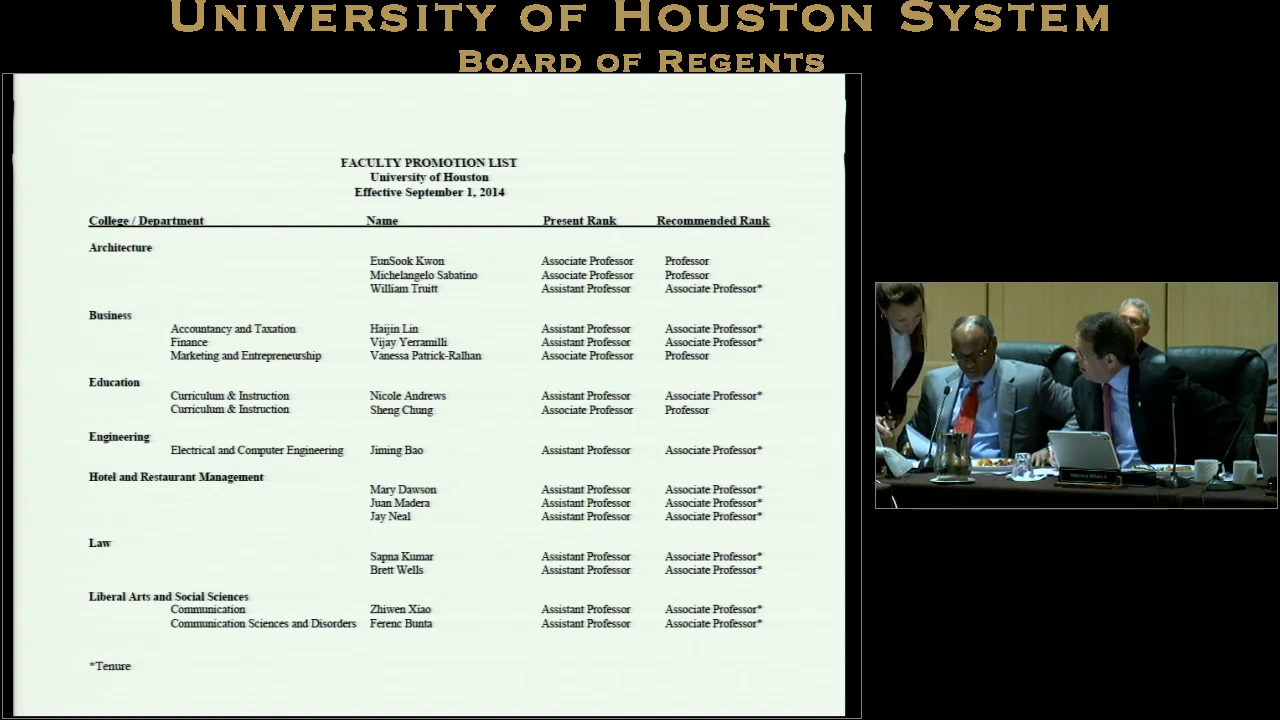 UNIVERSITY OF HOUSTON SYSTEM
BOARD OF REGENTS
FACULTY PROMOTION LIST
University of Houston
Effective September 1, 2014
College / Department Name Present Rank Recommended Rank
Architecture
EunSook Kwon Associate Professor Professor
Michelangelo Sabatino Associate Professor Professor
William Truitt Assistant Professor Associate Professor*
Business
Accountancy and Taxation Haijin Lin Assistant Professor Associate Professor*
Finance Vijay Yerramilli Assistant Professor Associate Professor*
Marketing and Entrepreneurship Vanessa Patrick-Ralhan Associate Professor Professor
Education
Curriculum & Instruction Nicole Andrews Assistant Professor Associate Professor*
Curriculum & Instruction Sheng Chung Associate Professor Professor
Engineering
Electrical and Computer Engineering Jiming Bao Assistant Professor Associate Professor*
Hotel and Restaurant Management
Mary Dawson Assistant Professor Associate Professor*
Juan Madera Assistant Professor Associate Professor*
Jay Neal Assistant Professor Associate Professor*
Law
Sapna Kumar Assistant Professor Associate Professor*
Brett Wells Assistant Professor Associate Professor*
Liberal Arts and Social Sciences
Communication Zhiwen Xiao Assistant Professor Associate Professor*
Communication Sciences and Disorders Ferenc Bunta Assistant Professor Associate Professor*
*Tenure